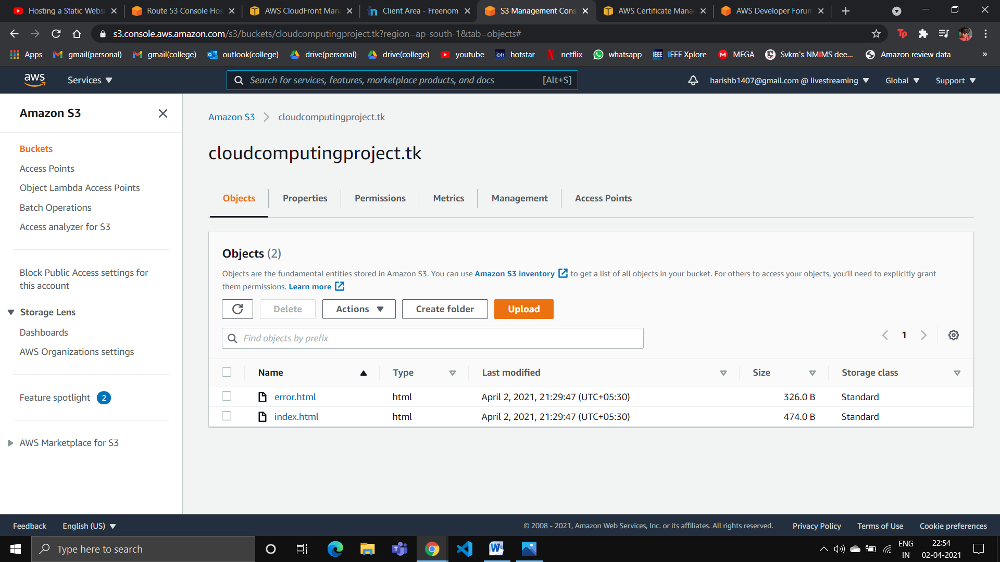 Hosting a Static Websi
Route 53 Console Hos
AWS CloudFront Mana
Client Area - Freenom
S3 Management Cons
AWS Certificate Mana
AWS Developer Forum
s3.console.aws.amazon.com/s3/buckets/cloudcomputingproject.tk?region=ap-south-1&tab=objects#
Apps gmail(personal) gmail(college) outlook(college) drive(personal) drive(college) youtube hotstar netflix whatsapp IEEE Xplore MEGA Svkm's NMIMS dee... Amazon review data »
aws Services Search for services, features, marketplace products, and docs [Alt+S] harishb1407@gmail.com @ livestreaming Global Support
Amazon S3
Buckets
Access Points
Object Lambda Access Points
Batch Operations
Access analyzer for S3
Block Public Access settings for
this account
Storage Lens
Dashboards
AWS Organizations settings
Feature spotlight 2
AWS Marketplace for S3
Amazon S3 > cloudcomputingproject.tk
cloudcomputingproject.tk
Objects Properties Permissions Metrics Management Access Points
Objects (2)
Objects are the fundamental entities stored in Amazon S3. You can use Amazon S3 inventory to get a list of all objects in your bucket. For others to access your objects, you’ll need to explicitly grant
them permissions. Learn more
Delete Actions Create folder Upload
Find objects by prefix 1
Name Type Last modified Size Storage class
error.html html April 2, 2021, 21:29:47 (UTC+05:30) 326.0 B Standard
index.html html April 2, 2021, 21:29:47 (UTC+05:30) 474.0 B Standard
Feedback English (US) © 2008 - 2021, Amazon Web Services, Inc. or its affiliates. All rights reserved. Privacy Policy Terms of Use Cookie preferences
Type here to search ENG 22:54
IN 02-04-2021